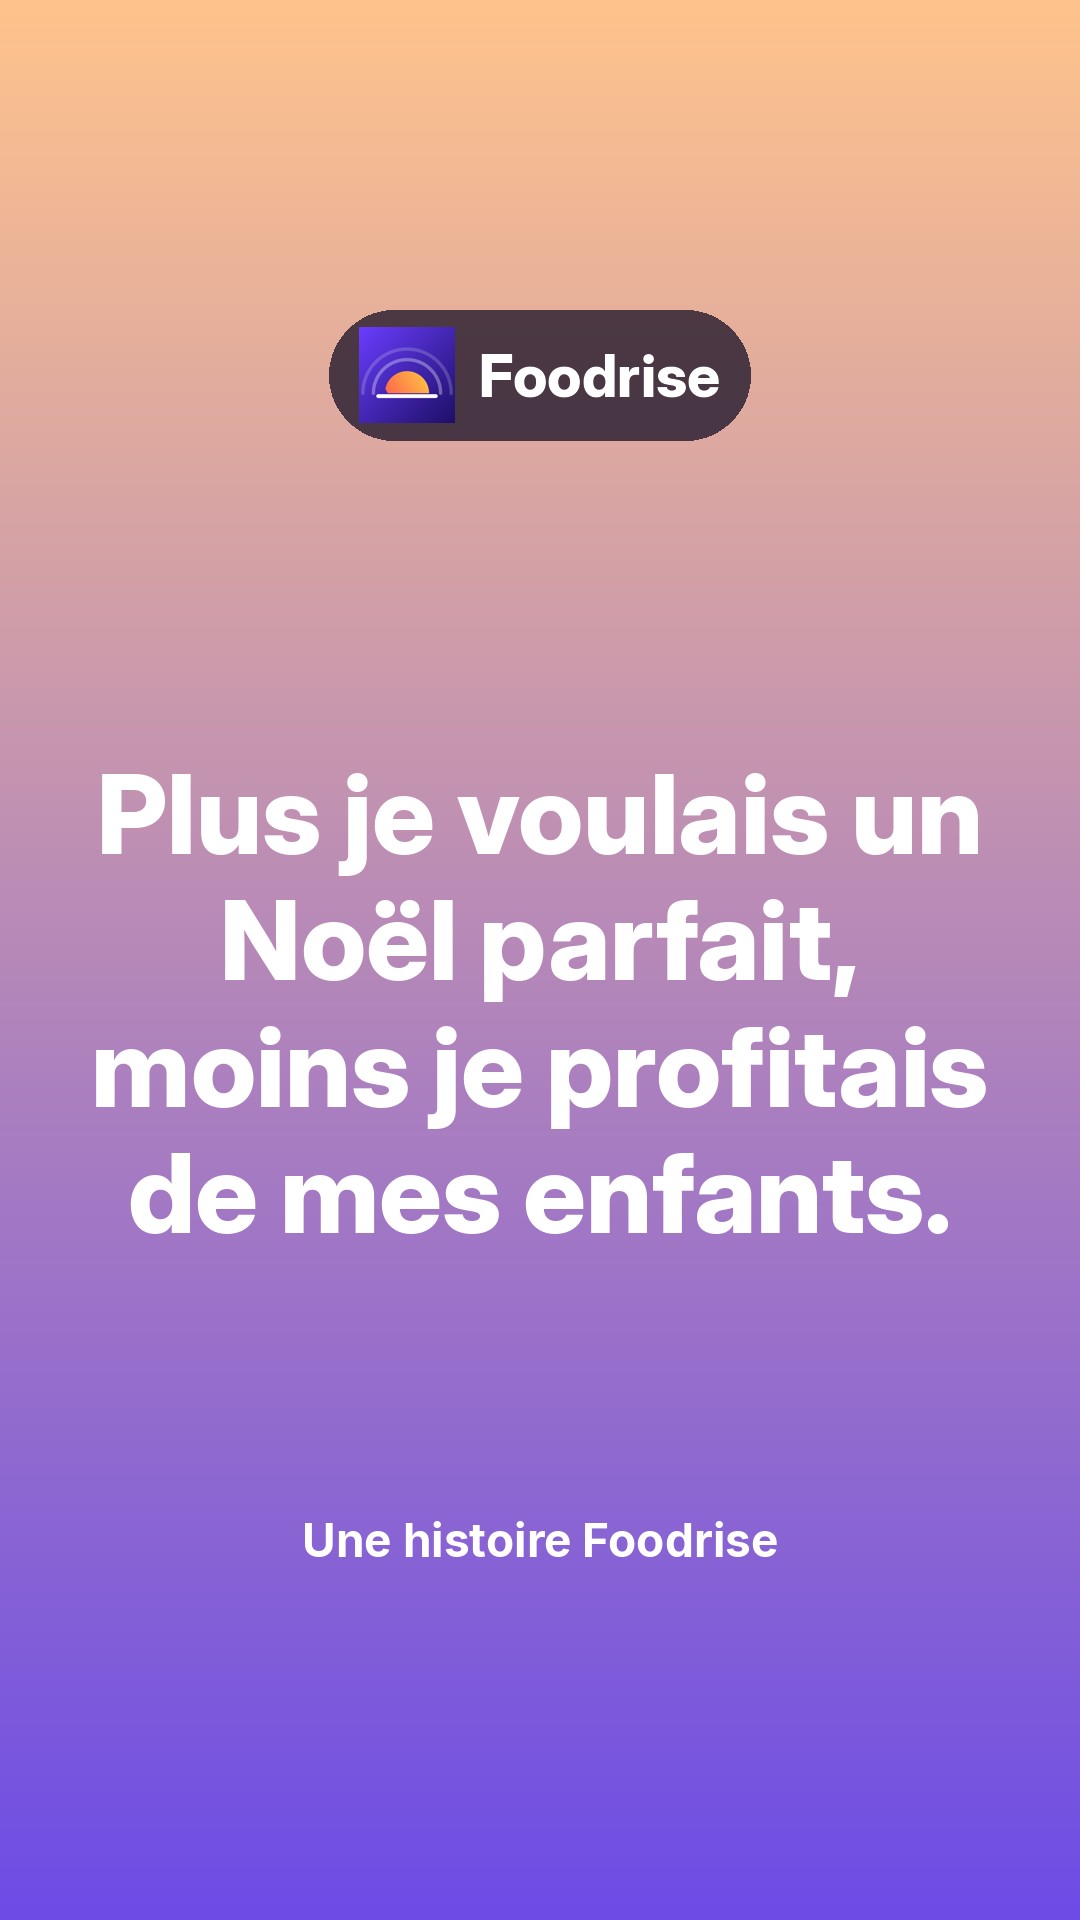 Foodrise
Plus je voulais un
Noël parfait,
moins je profitais
de mes enfants.
Une histoire Foodrise